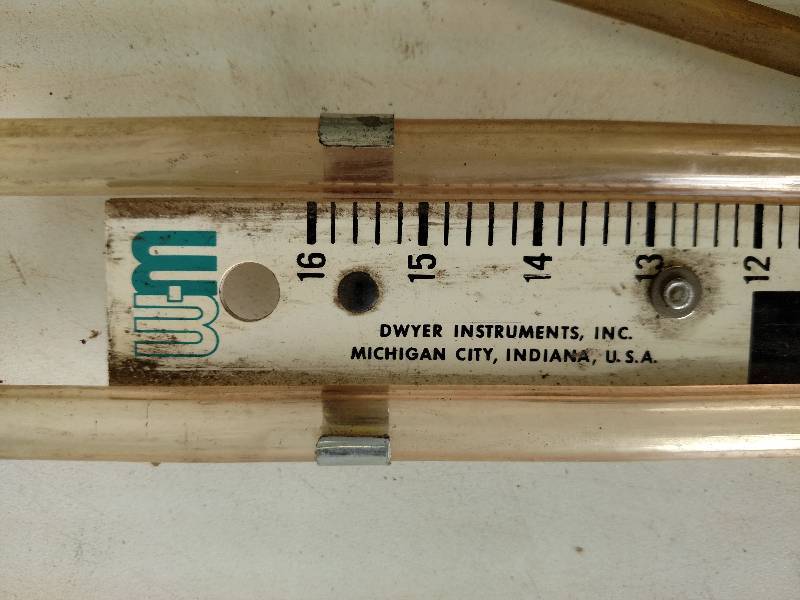 16 15 14 13 12
DWYER INSTRUMENTS, INC.
MICHIGAN CITY, INDIANA, U.S.A.